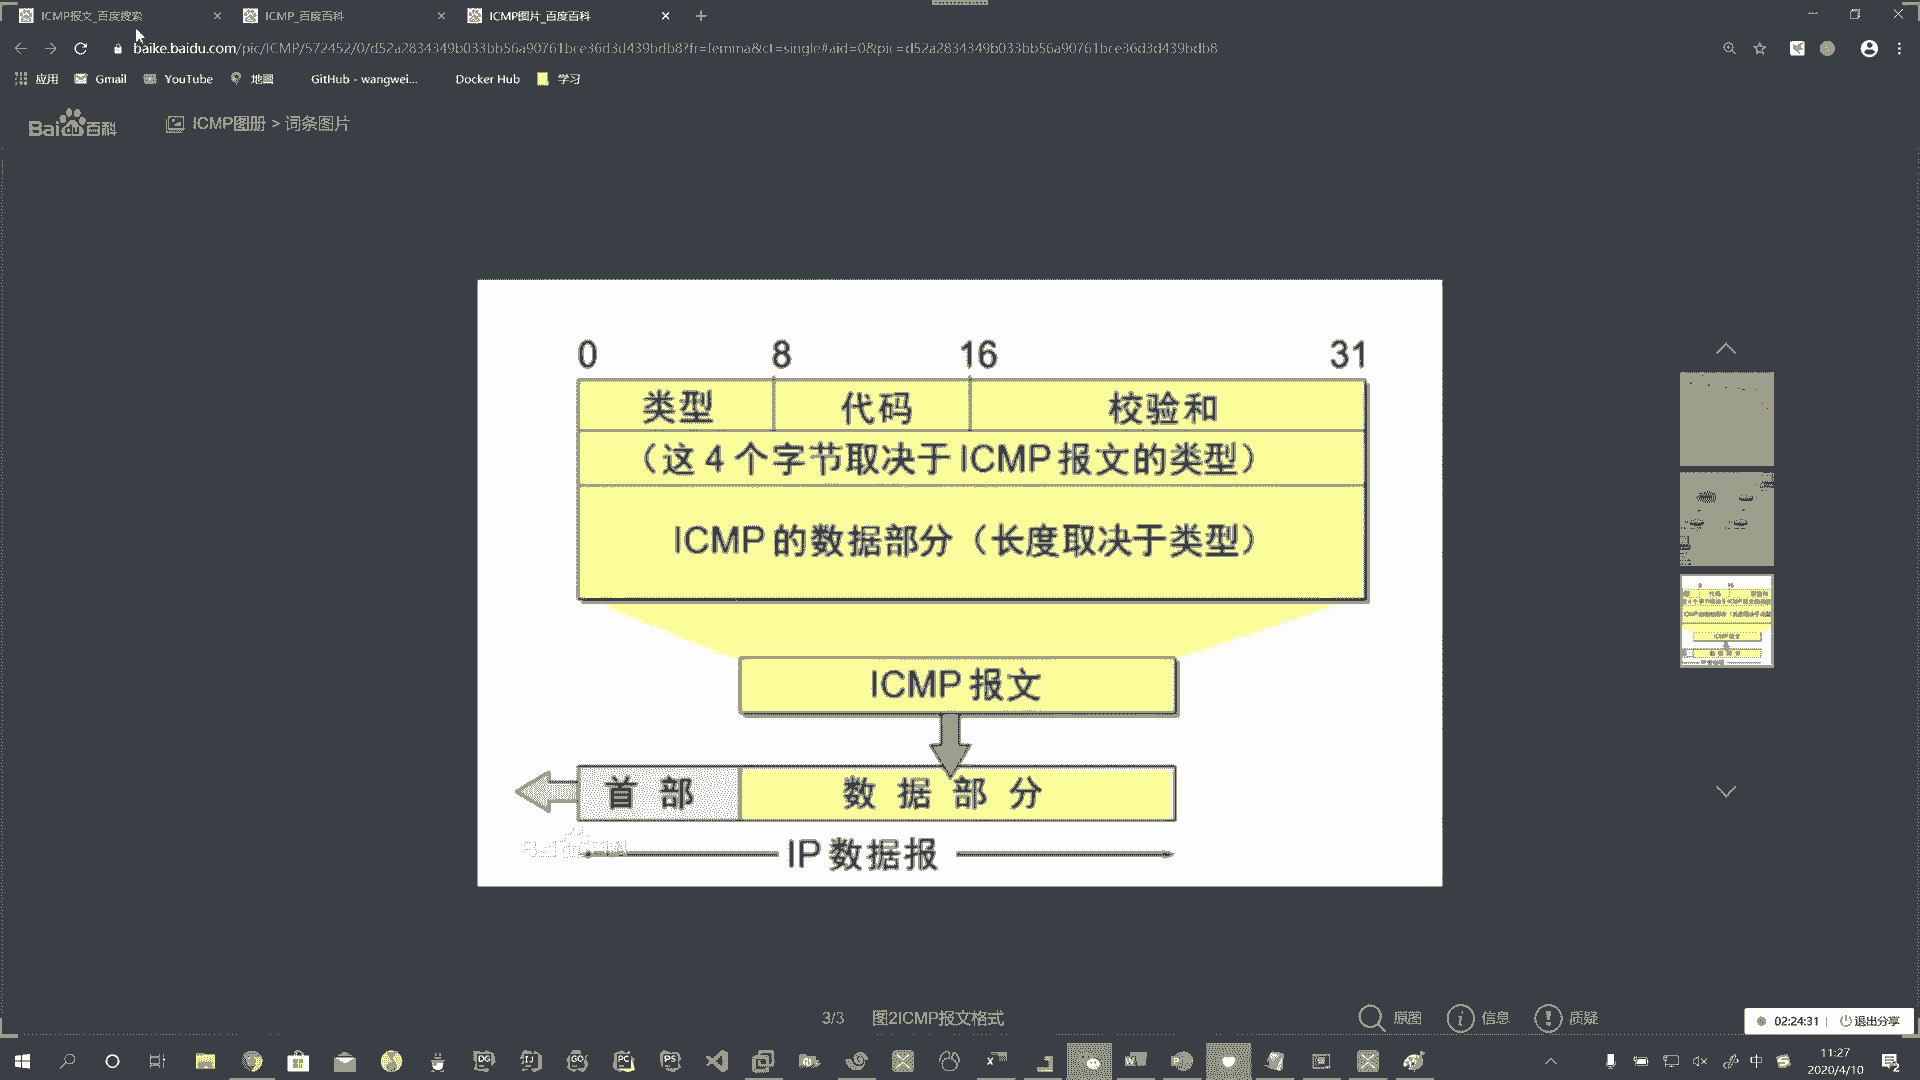 ICMP报文_百度搜索
ICMP_百度百科
ICMP图片_百度百科
baike.baidu.com/pic/ICMP/572452/0/d52a2834349b033bb56a90761bce36d3d439bdb8?fr=lemma&ct=single#aid=0&pic=d52a2834349b033bb56a90761bce36d3d439bdb8
应用
Gmail
YouTube
地图
GitHub - wangwei...
Docker Hub
学习
Baidu百科
ICMP图册 > 词条图片
0 8 16 31
类型 代码 校验和
（这 4 个字节取决于 ICMP 报文的类型）
ICMP 的数据部分（长度取决于类型）
ICMP 报文
首 部 数 据 部 分
IP 数据报
3/3 图2ICMP报文格式
原图 信息 质疑
02:24:31 退出分享
中
11:27
2020/4/10